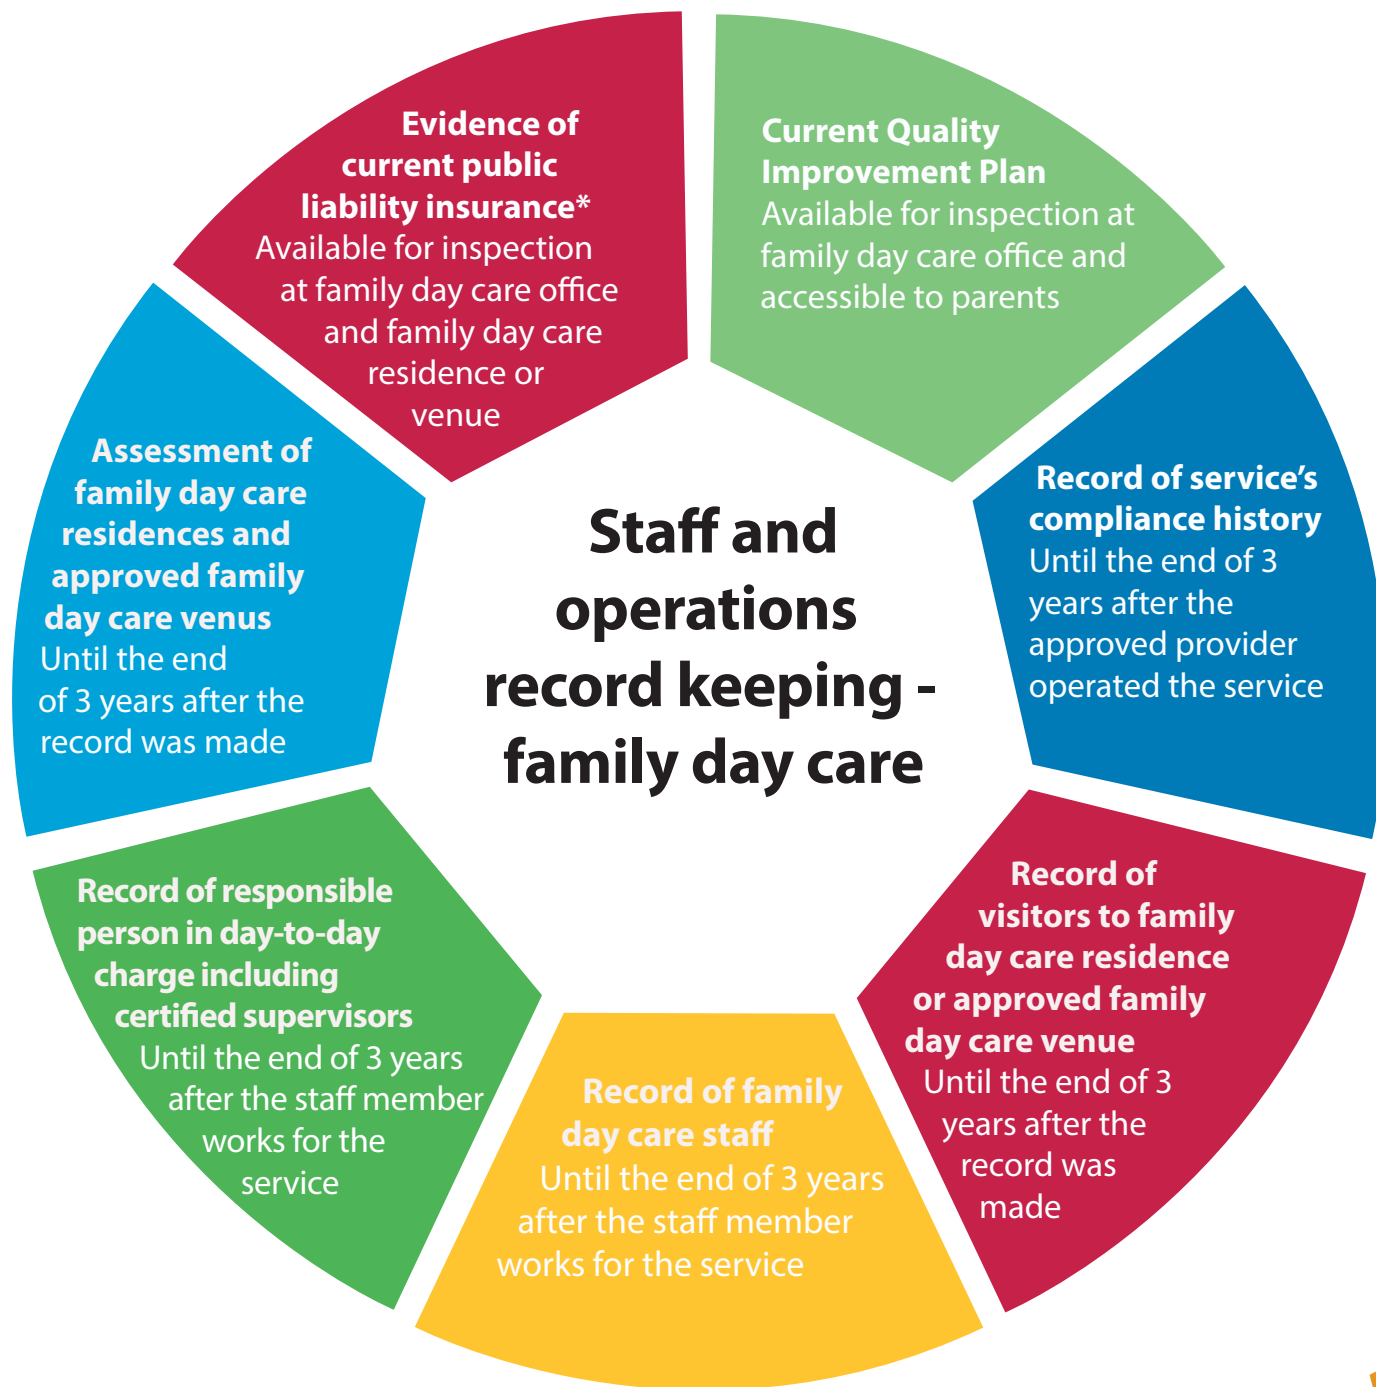 Staff and
operations
record keeping -
family day care
Current Quality
Improvement Plan
Available for inspection at
family day care office and
accessible to parents
Record of service’s
compliance history
Until the end of 3
years after the
approved provider
operated the service
Record of
visitors to family
day care residence
or approved family
day care venue
Until the end of 3
years after the
record was
made
Record of family
day care staff
Until the end of 3 years
after the staff member
works for the service
Record of responsible
person in day-to-day
charge including
certified supervisors
Until the end of 3 years
after the staff member
works for the
service
Assessment of
family day care
residences and
approved family
day care venus
Until the end
of 3 years after the
record was made
Evidence of
current public
liability insurance*
Available for inspection
at family day care office
and family day care
residence or
venue